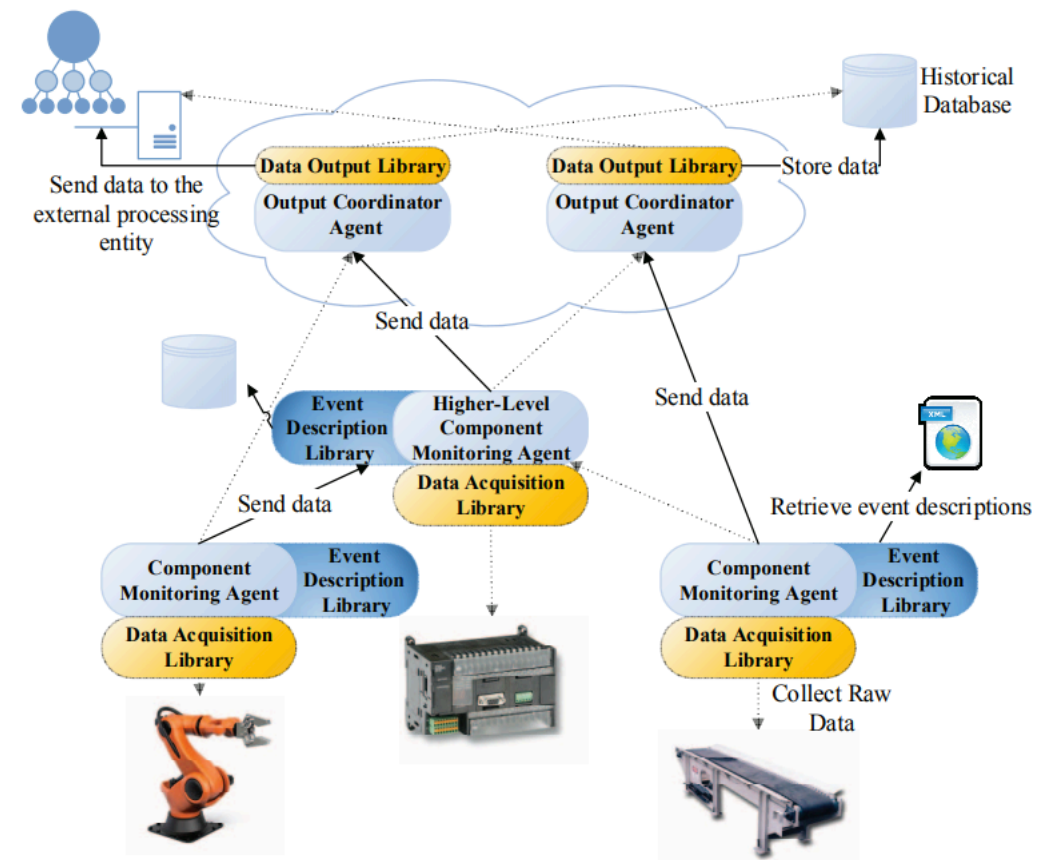 Historical
Database
Data Output Library
Output Coordinator
Agent
Data Output Library
Output Coordinator
Agent
Store data
Send data to the
external processing
entity
Send data
Send data
Event
Description
Library
Higher-Level
Component
Monitoring Agent
Data Acquisition
Library
Send data
XML
Retrieve event descriptions
Component
Monitoring Agent
Event
Description
Library
Data Acquisition
Library
Component
Monitoring Agent
Event
Description
Library
Data Acquisition
Library
Collect Raw
Data